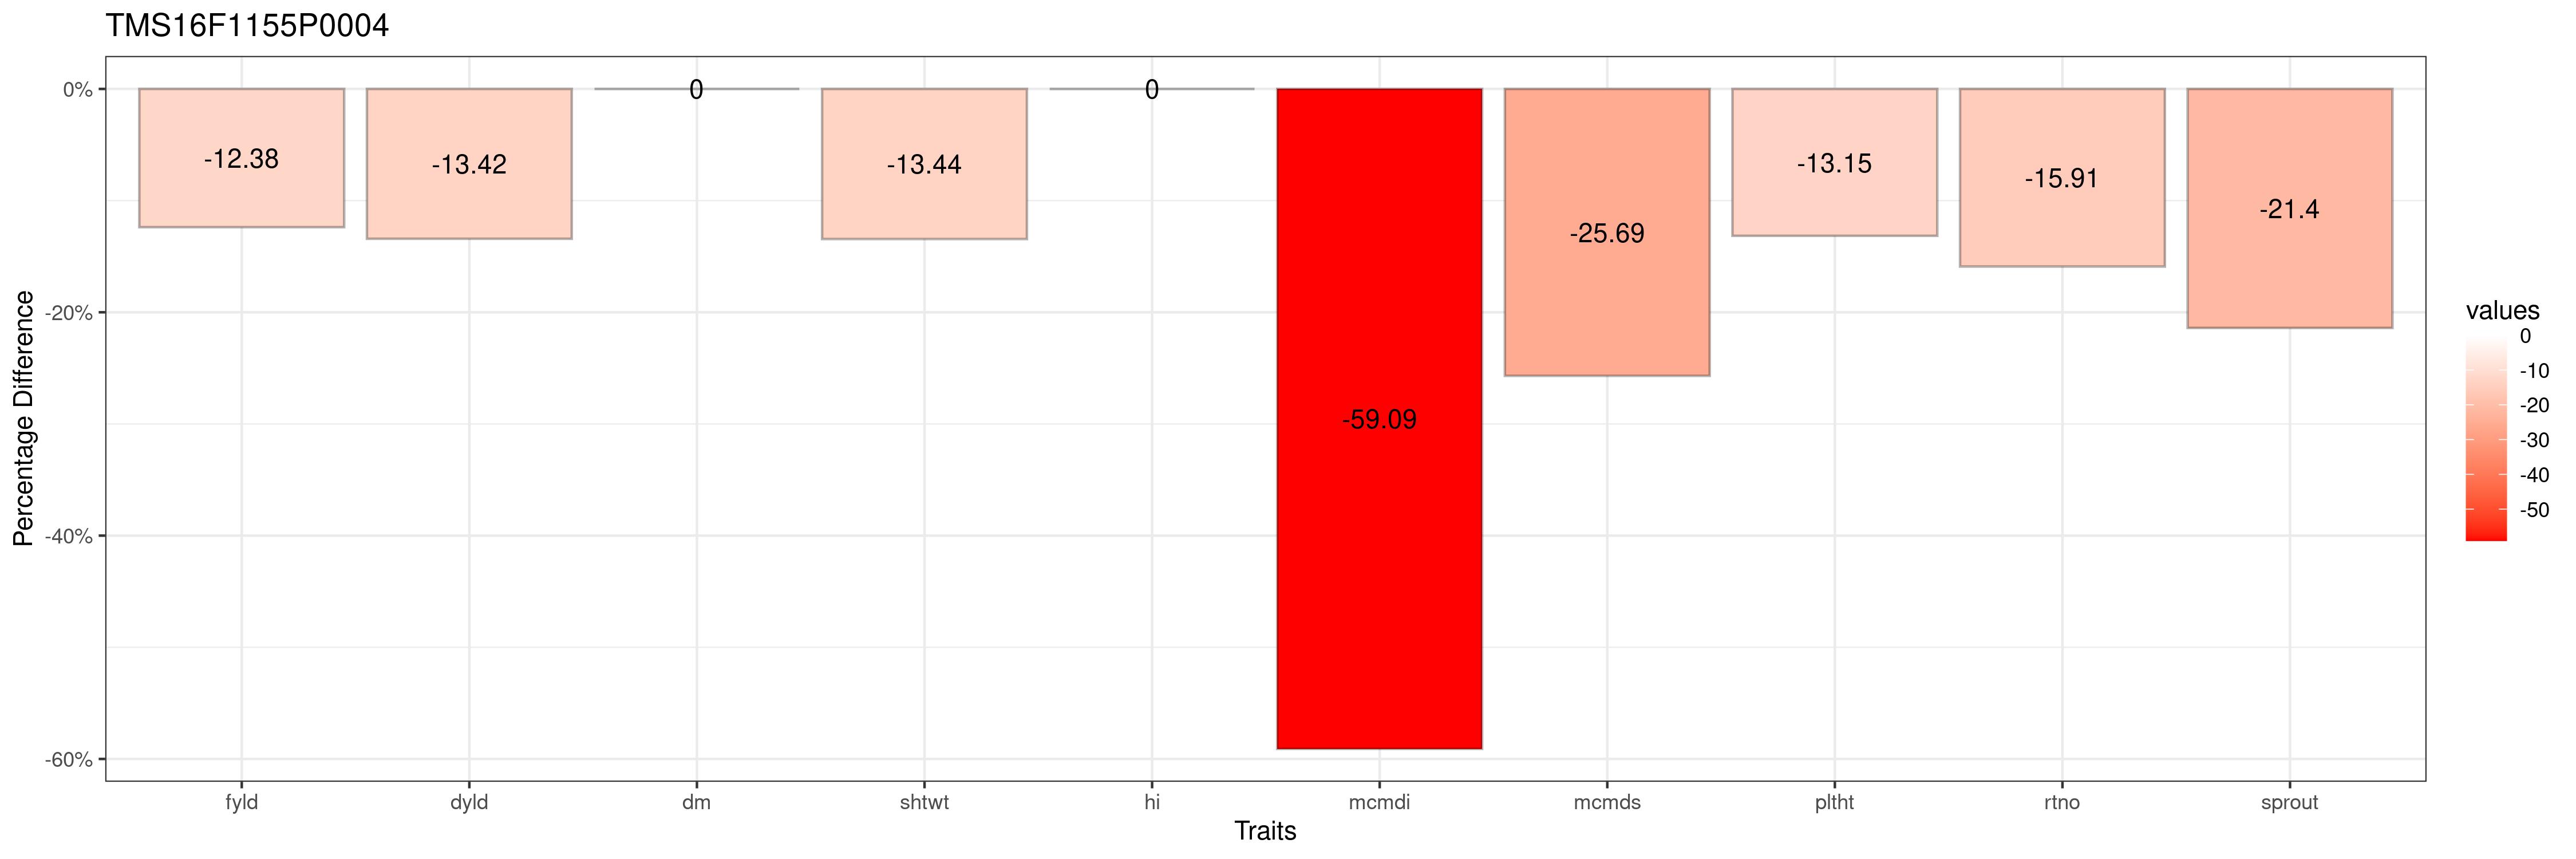 TMS16F1155P0004
0%
-20%
-40%
-60%
Percentage Difference
-12.38
-13.42
0
-13.44
0
-59.09
-25.69
-13.15
-15.91
-21.4
fyld
dyld
dm
shtwt
hi
mcmdi
mcmds
pltht
rtno
sprout
Traits
values
0
-10
-20
-30
-40
-50